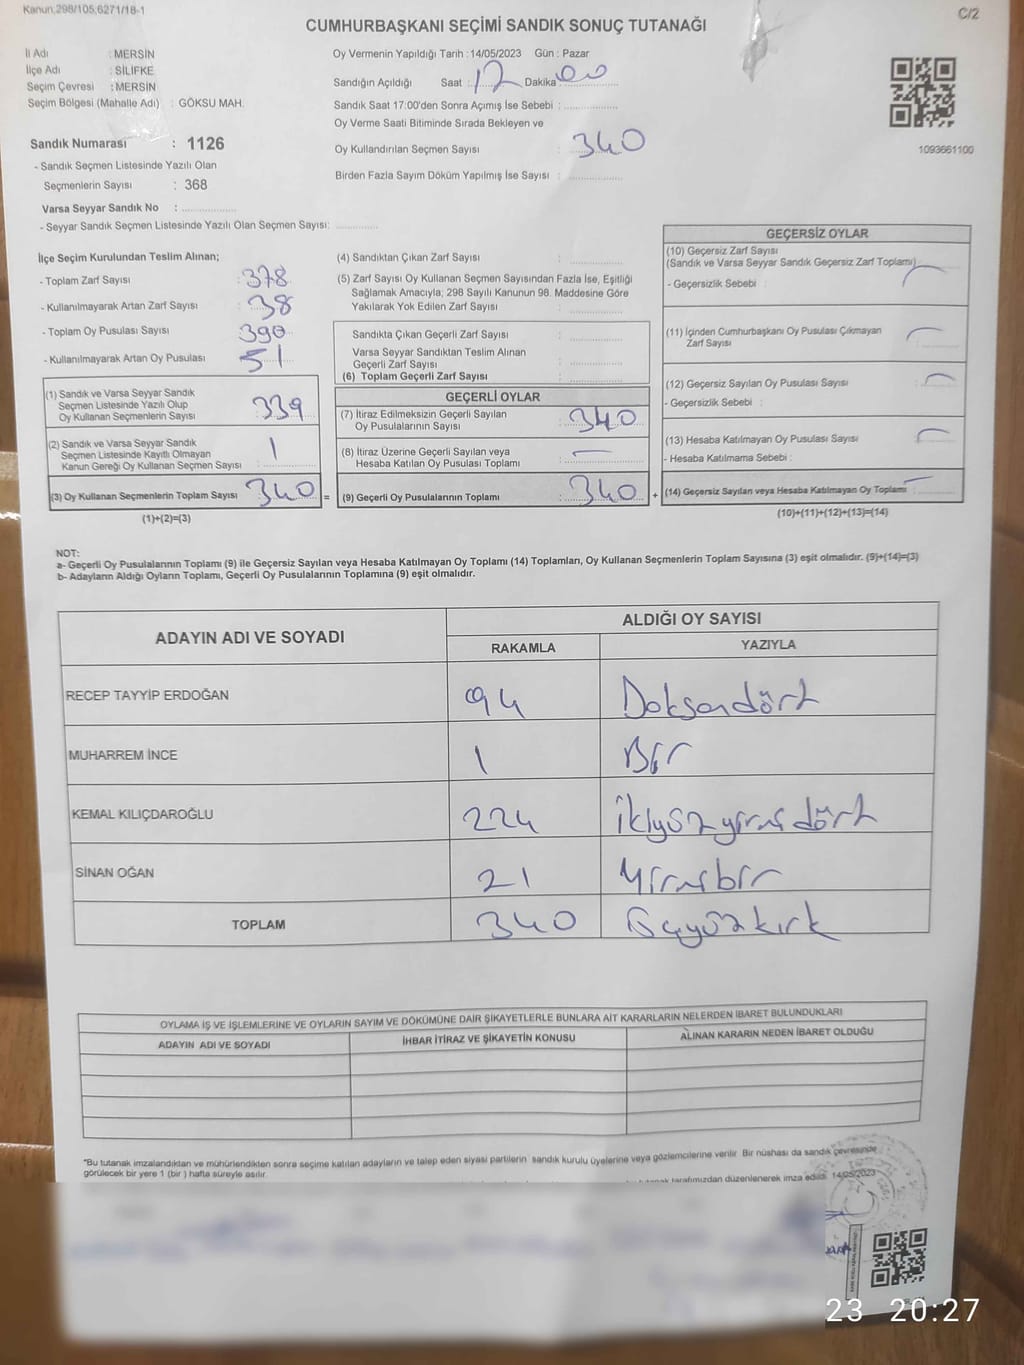 Kanun:298/105,6271/18-1
C/2
CUMHURBAŞKANI SEÇİMİ SANDIK SONUÇ TUTANAĞI
İl Adı : MERSİN
İlçe Adı : SİLİFKE
Seçim Çevresi : MERSİN
Seçim Bölgesi (Mahalle Adı) : GÖKSU MAH.
Sandık Numarası : 1126
- Sandık Seçmen Listesinde Yazılı Olan
Seçmenlerin Sayısı : 368
Varsa Seyyar Sandık No :
- Seyyar Sandık Seçmen Listesinde Yazılı Olan Seçmen Sayısı:
Oy Vermenin Yapıldığı Tarih : 14/05/2023 Gün : Pazar
Sandığın Açıldığı Saat : 17 Dakika 00
Sandık Saat 17:00'den Sonra Açımış İse Sebebi :
Oy Verme Saati Bitiminde Sırada Bekleyen ve
Oy Kullandırılan Seçmen Sayısı : 340
Birden Fazla Sayım Döküm Yapılmış İse Sayısı :
1093661100
İlçe Seçim Kurulundan Teslim Alınan;
- Toplam Zarf Sayısı : 378
- Kullanılmayarak Artan Zarf Sayısı : 38
- Toplam Oy Pusulası Sayısı : 390
- Kullanılmayarak Artan Oy Pusulası : 51
(1) Sandık ve Varsa Seyyar Sandık
Seçmen Listesinde Yazılı Olup
Oy Kullanan Seçmenlerin Sayısı : 339
(2) Sandık ve Varsa Seyyar Sandık
Seçmen Listesinde Kayıtlı Olmayan
Kanun Gereği Oy Kullanan Seçmen Sayısı : 1
(3) Oy Kullanan Seçmenlerin Toplam Sayısı : 340 =
(1)+(2)=(3)
(4) Sandıktan Çıkan Zarf Sayısı :
(5) Zarf Sayısı Oy Kullanan Seçmen Sayısından Fazla İse, Eşitliği
Sağlamak Amacıyla; 298 Sayılı Kanunun 98. Maddesine Göre
Yakılarak Yok Edilen Zarf Sayısı :
Sandıkta Çıkan Geçerli Zarf Sayısı :
Varsa Seyyar Sandıktan Teslim Alınan
Geçerli Zarf Sayısı :
(6) Toplam Geçerli Zarf Sayısı :
GEÇERLİ OYLAR
(7) İtiraz Edilmeksizin Geçerli Sayılan
Oy Pusulalarının Sayısı : 340
(8) İtiraz Üzerine Geçerli Sayılan veya
Hesaba Katılan Oy Pusulası Toplamı : —
(9) Geçerli Oy Pusulalarının Toplamı : 340 +
GEÇERSİZ OYLAR
(10) Geçersiz Zarf Sayısı
(Sandık ve Varsa Seyyar Sandık Geçersiz Zarf Toplamı)
- Geçersizlik Sebebi :
(11) İçinden Cumhurbaşkanı Oy Pusulası Çıkmayan
Zarf Sayısı :
(12) Geçersiz Sayılan Oy Pusulası Sayısı :
- Geçersizlik Sebebi :
(13) Hesaba Katılmayan Oy Pusulası Sayısı :
- Hesaba Katılmama Sebebi :
(14) Geçersiz Sayılan veya Hesaba Katılmayan Oy Toplamı
(10)+(11)+(12)+(13)=(14)
NOT:
a- Geçerli Oy Pusulalarının Toplamı (9) ile Geçersiz Sayılan veya Hesaba Katılmayan Oy Toplamı (14) Toplamları, Oy Kullanan Seçmenlerin Toplam Sayısına (3) eşit olmalıdır. (9)+(14)=(3)
b- Adayların Aldığı Oyların Toplamı, Geçerli Oy Pusulalarının Toplamına (9) eşit olmalıdır.
ADAYIN ADI VE SOYADI
ALDIĞI OY SAYISI
RAKAMLA YAZIYLA
RECEP TAYYİP ERDOĞAN 94 Doksandört
MUHARREM İNCE 1 Bir
KEMAL KILIÇDAROĞLU 224 ikiyüzyirmidört
SİNAN OĞAN 21 Yirmibir
TOPLAM 340 Üçyüzkırk
OYLAMA İŞ VE İŞLEMLERİNE VE OYLARIN SAYIM VE DÖKÜMÜNE DAİR ŞİKAYETLERLE BUNLARA AİT KARARLARIN NELERDEN İBARET BULUNDUKLARI
ADAYIN ADI VE SOYADI İHBAR İTİRAZ VE ŞİKAYETİN KONUSU ALINAN KARARIN NEDEN İBARET OLDUĞU
*Bu tutanak imzalandıktan ve mühürlendikten sonra seçime katılan adayların ve talep eden siyasi partilerin sandık kurulu üyelerine veya gözlemcilerine verilir. Bir nüshası da sandık çevresinde
görülecek bir yere 1 (bir) hafta süreyle asılır.
tutanak tarafımızdan düzenlenerek imza edildi. 14/05/2023
23 20:27